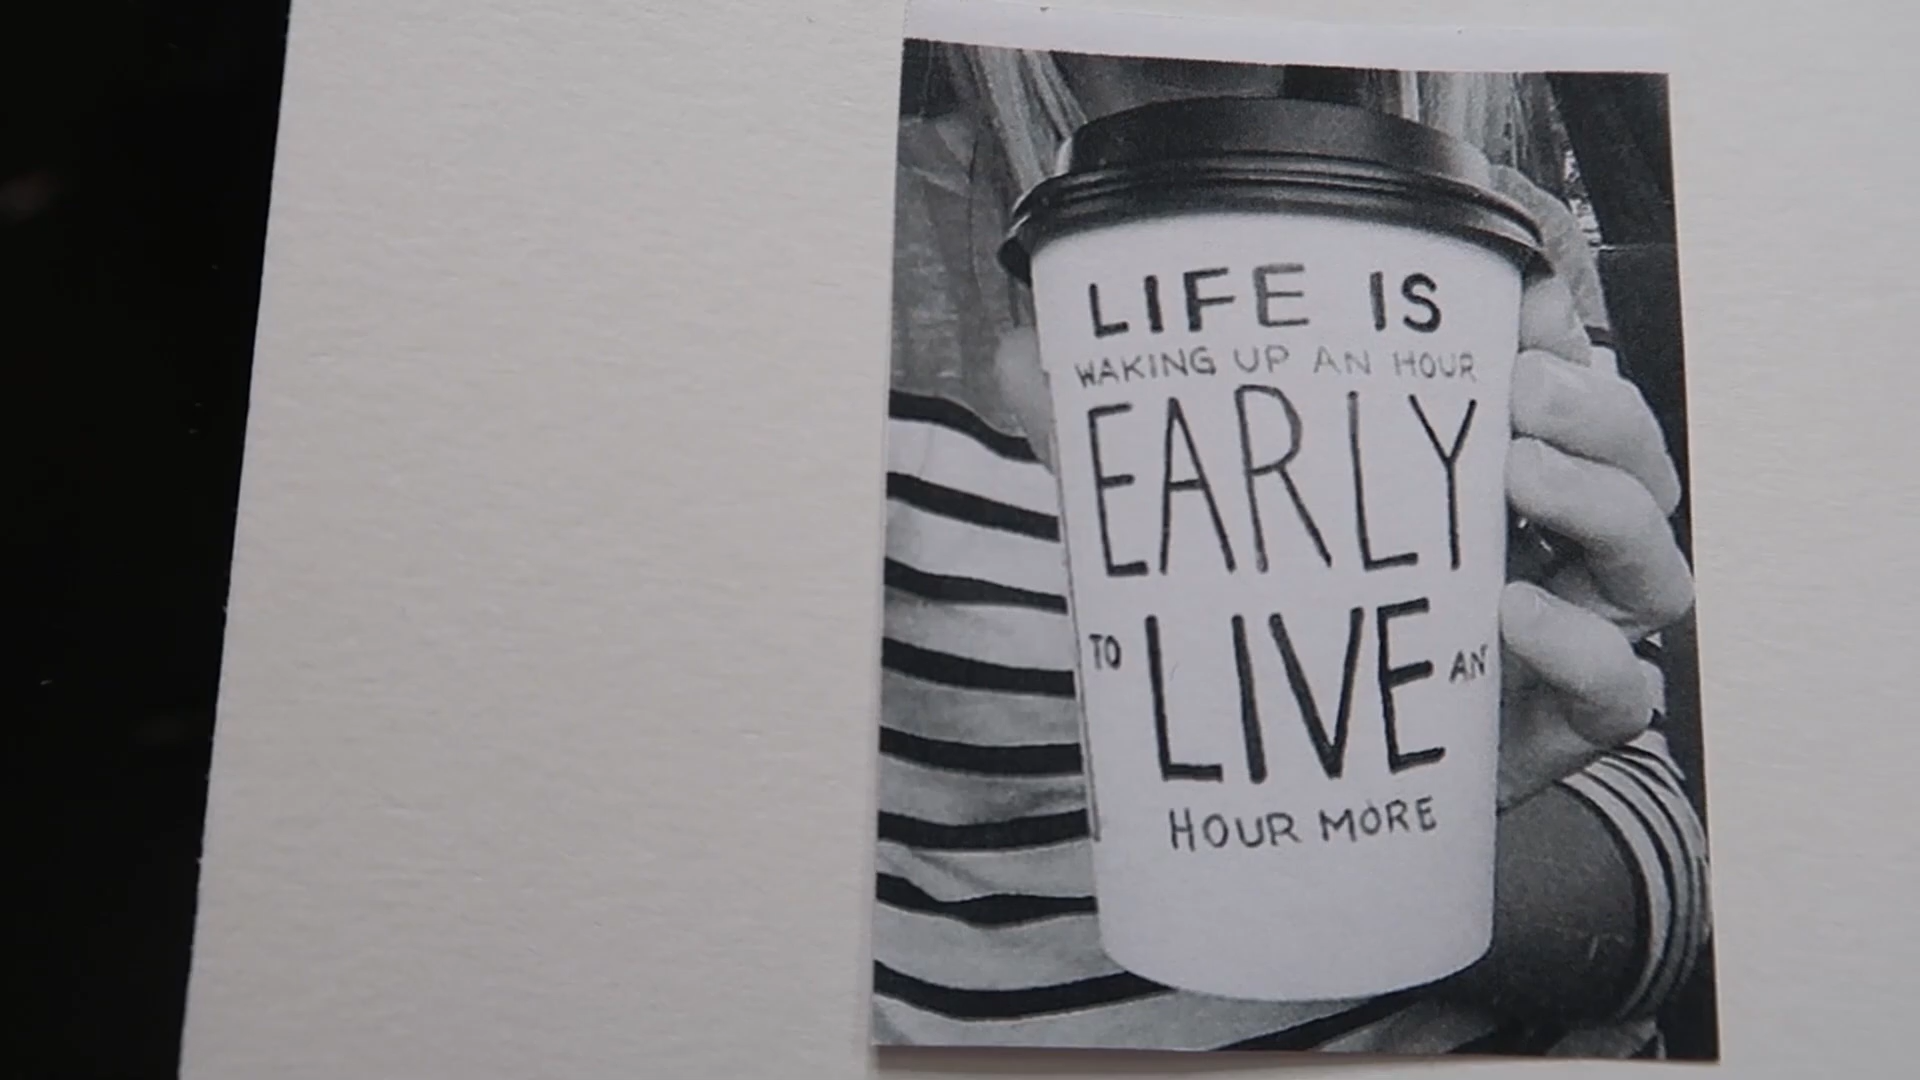 LIFE IS
WAKING UP AN HOUR
EARLY
TO LIVE AN
HOUR MORE